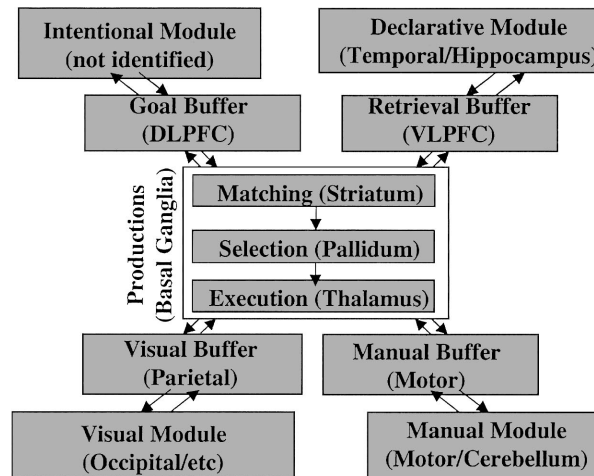 Intentional Module
(not identified)
Declarative Module
(Temporal/Hippocampus)
Goal Buffer
(DLPFC)
Retrieval Buffer
(VLPFC)
Productions
(Basal Ganglia)
Matching (Striatum)
Selection (Pallidum)
Execution (Thalamus)
Visual Buffer
(Parietal)
Manual Buffer
(Motor)
Visual Module
(Occipital/etc)
Manual Module
(Motor/Cerebellum)